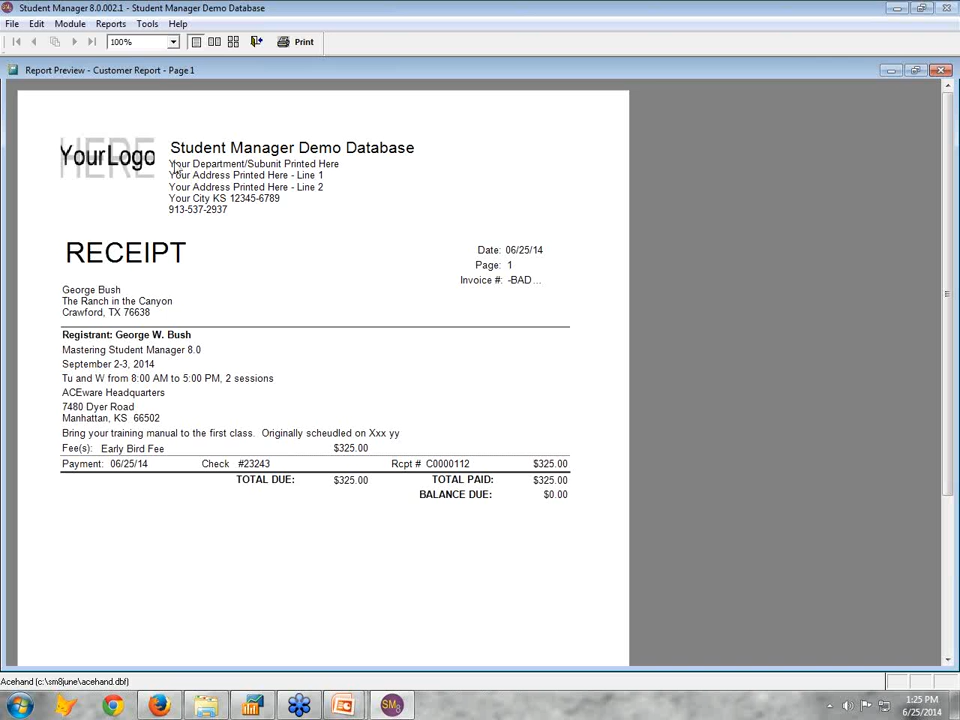 Student Manager 8.0.002.1 - Student Manager Demo Database
File Edit Module Reports Tools Help
100% Print
Report Preview - Customer Report - Page 1
HERE
YourLogo
Student Manager Demo Database
Your Department/Subunit Printed Here
Your Address Printed Here - Line 1
Your Address Printed Here - Line 2
Your City KS 12345-6789
913-537-2937
RECEIPT
Date: 06/25/14
Page: 1
Invoice #: -BAD ...
George Bush
The Ranch in the Canyon
Crawford, TX 76638
Registrant: George W. Bush
Mastering Student Manager 8.0
September 2-3, 2014
Tu and W from 8:00 AM to 5:00 PM, 2 sessions
ACEware Headquarters
7480 Dyer Road
Manhattan, KS 66502
Bring your training manual to the first class. Originally scheudled on Xxx yy
Fee(s): Early Bird Fee $325.00
Payment: 06/25/14 Check #23243 Rcpt # C0000112 $325.00
TOTAL DUE: $325.00 TOTAL PAID: $325.00
BALANCE DUE: $0.00
Acehand (c:\sm8june\acehand.dbf)
SM8
1:25 PM
6/25/2014